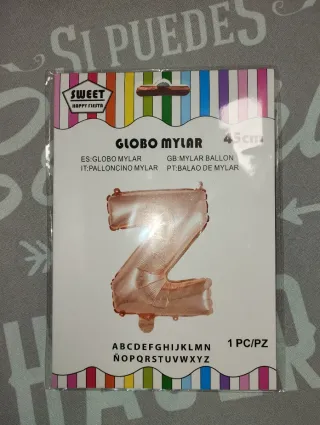 SI PUEDES
SWEET
HAPPY FIESTA
GLOBO MYLAR
45cm
ES:GLOBO MYLAR
GB:MYLAR BALLON
IT:PALLONCINO MYLAR
PT:BALAO DE MYLAR
Z
ABCDEFGHIJKLMN
ÑOPQRSTUVWXYZ
1 PC/PZ